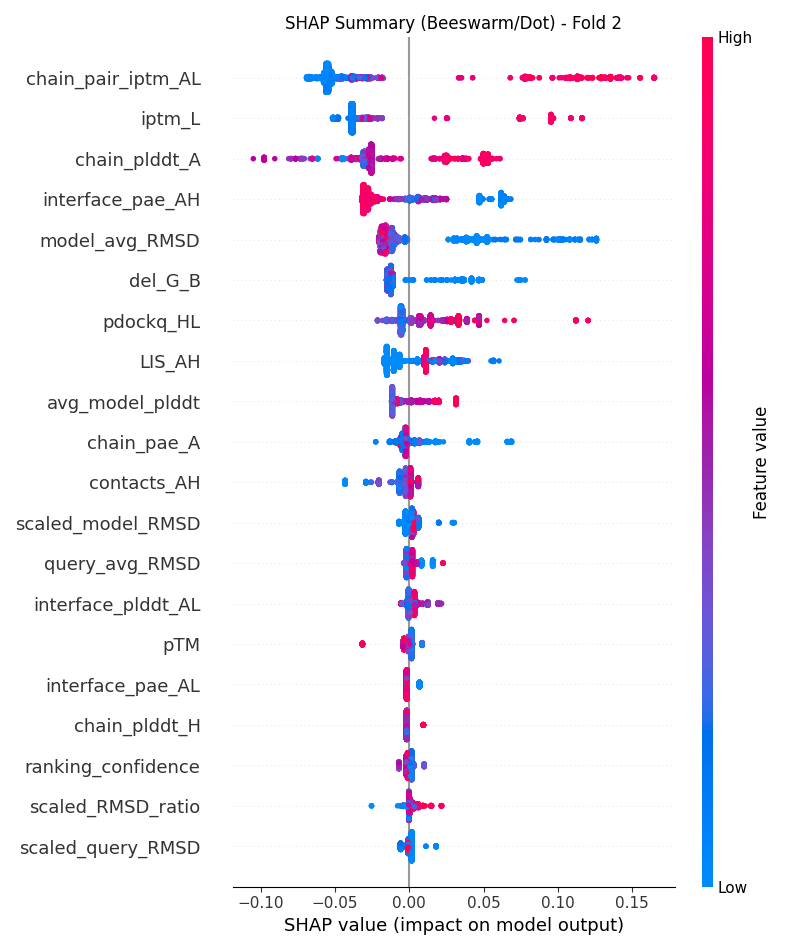 SHAP Summary (Beeswarm/Dot) - Fold 2
High
chain_pair_iptm_AL
iptm_L
chain_plddt_A
interface_pae_AH
model_avg_RMSD
del_G_B
pdockq_HL
LIS_AH
avg_model_plddt
chain_pae_A
contacts_AH
scaled_model_RMSD
query_avg_RMSD
interface_plddt_AL
pTM
interface_pae_AL
chain_plddt_H
ranking_confidence
scaled_RMSD_ratio
scaled_query_RMSD
Feature value
Low
−0.10 −0.05 0.00 0.05 0.10 0.15
SHAP value (impact on model output)